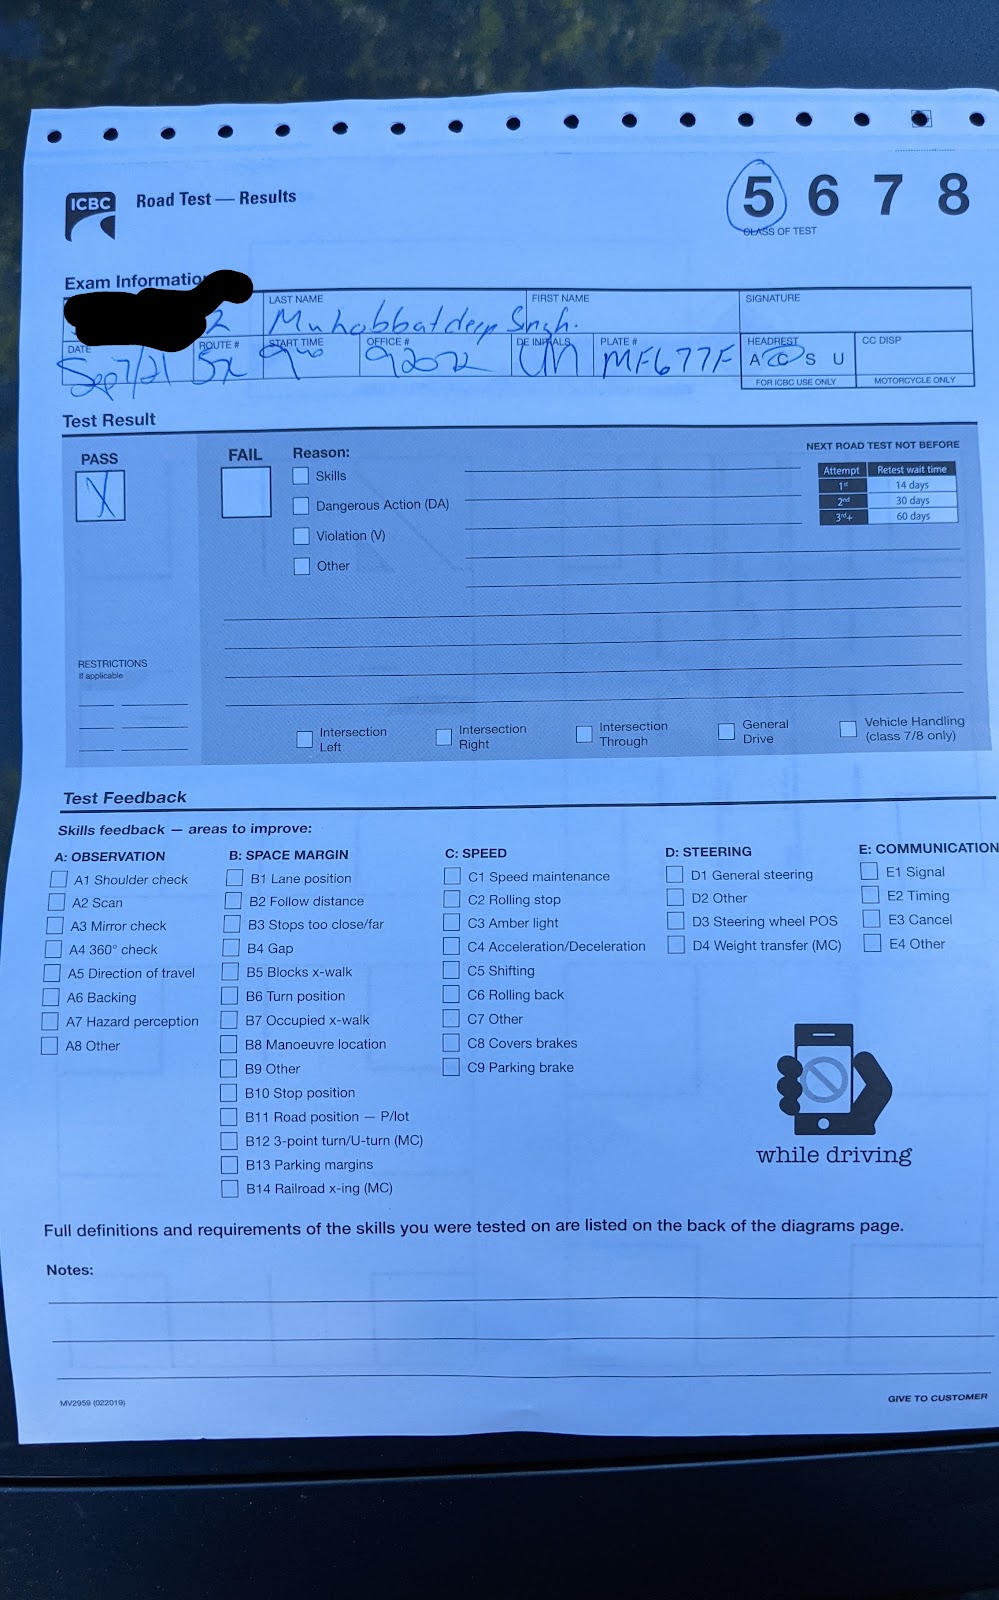 ICBC Road Test — Results
5 6 7 8
CLASS OF TEST
Exam Information
LAST NAME FIRST NAME SIGNATURE
2 Muhabbatdeep Singh.
DATE ROUTE # START TIME OFFICE # DE INITIALS PLATE # HEADREST CC DISP
Sep 7/21 5x 9⁰⁰ MF677F A C S U
FOR ICBC USE ONLY MOTORCYCLE ONLY
Test Result
PASS FAIL Reason: NEXT ROAD TEST NOT BEFORE
X
Skills
Dangerous Action (DA)
Violation (V)
Other
Attempt Retest wait time
1st 14 days
2nd 30 days
3rd+ 60 days
RESTRICTIONS
If applicable
Intersection Left
Intersection Right
Intersection Through
General Drive
Vehicle Handling (class 7/8 only)
Test Feedback
Skills feedback — areas to improve:
A: OBSERVATION
A1 Shoulder check
A2 Scan
A3 Mirror check
A4 360° check
A5 Direction of travel
A6 Backing
A7 Hazard perception
A8 Other
B: SPACE MARGIN
B1 Lane position
B2 Follow distance
B3 Stops too close/far
B4 Gap
B5 Blocks x-walk
B6 Turn position
B7 Occupied x-walk
B8 Manoeuvre location
B9 Other
B10 Stop position
B11 Road position — P/lot
B12 3-point turn/U-turn (MC)
B13 Parking margins
B14 Railroad x-ing (MC)
C: SPEED
C1 Speed maintenance
C2 Rolling stop
C3 Amber light
C4 Acceleration/Deceleration
C5 Shifting
C6 Rolling back
C7 Other
C8 Covers brakes
C9 Parking brake
D: STEERING
D1 General steering
D2 Other
D3 Steering wheel POS
D4 Weight transfer (MC)
E: COMMUNICATION
E1 Signal
E2 Timing
E3 Cancel
E4 Other
while driving
Full definitions and requirements of the skills you were tested on are listed on the back of the diagrams page.
Notes:
MV2959 (022019)
GIVE TO CUSTOMER